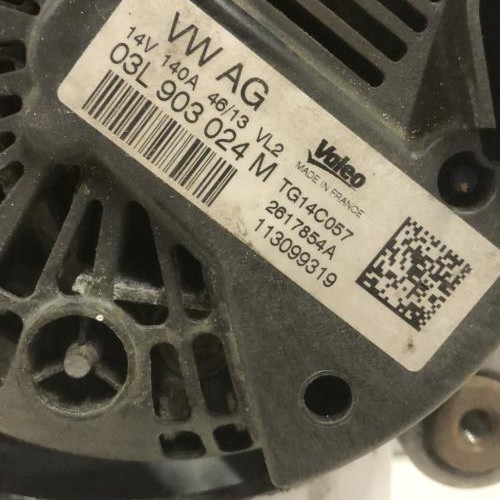 VW AG
14V 140A 46/13 VL2
03L 903 024 M
Valeo
MADE IN FRANCE
TG14C057
2617854A
113099319